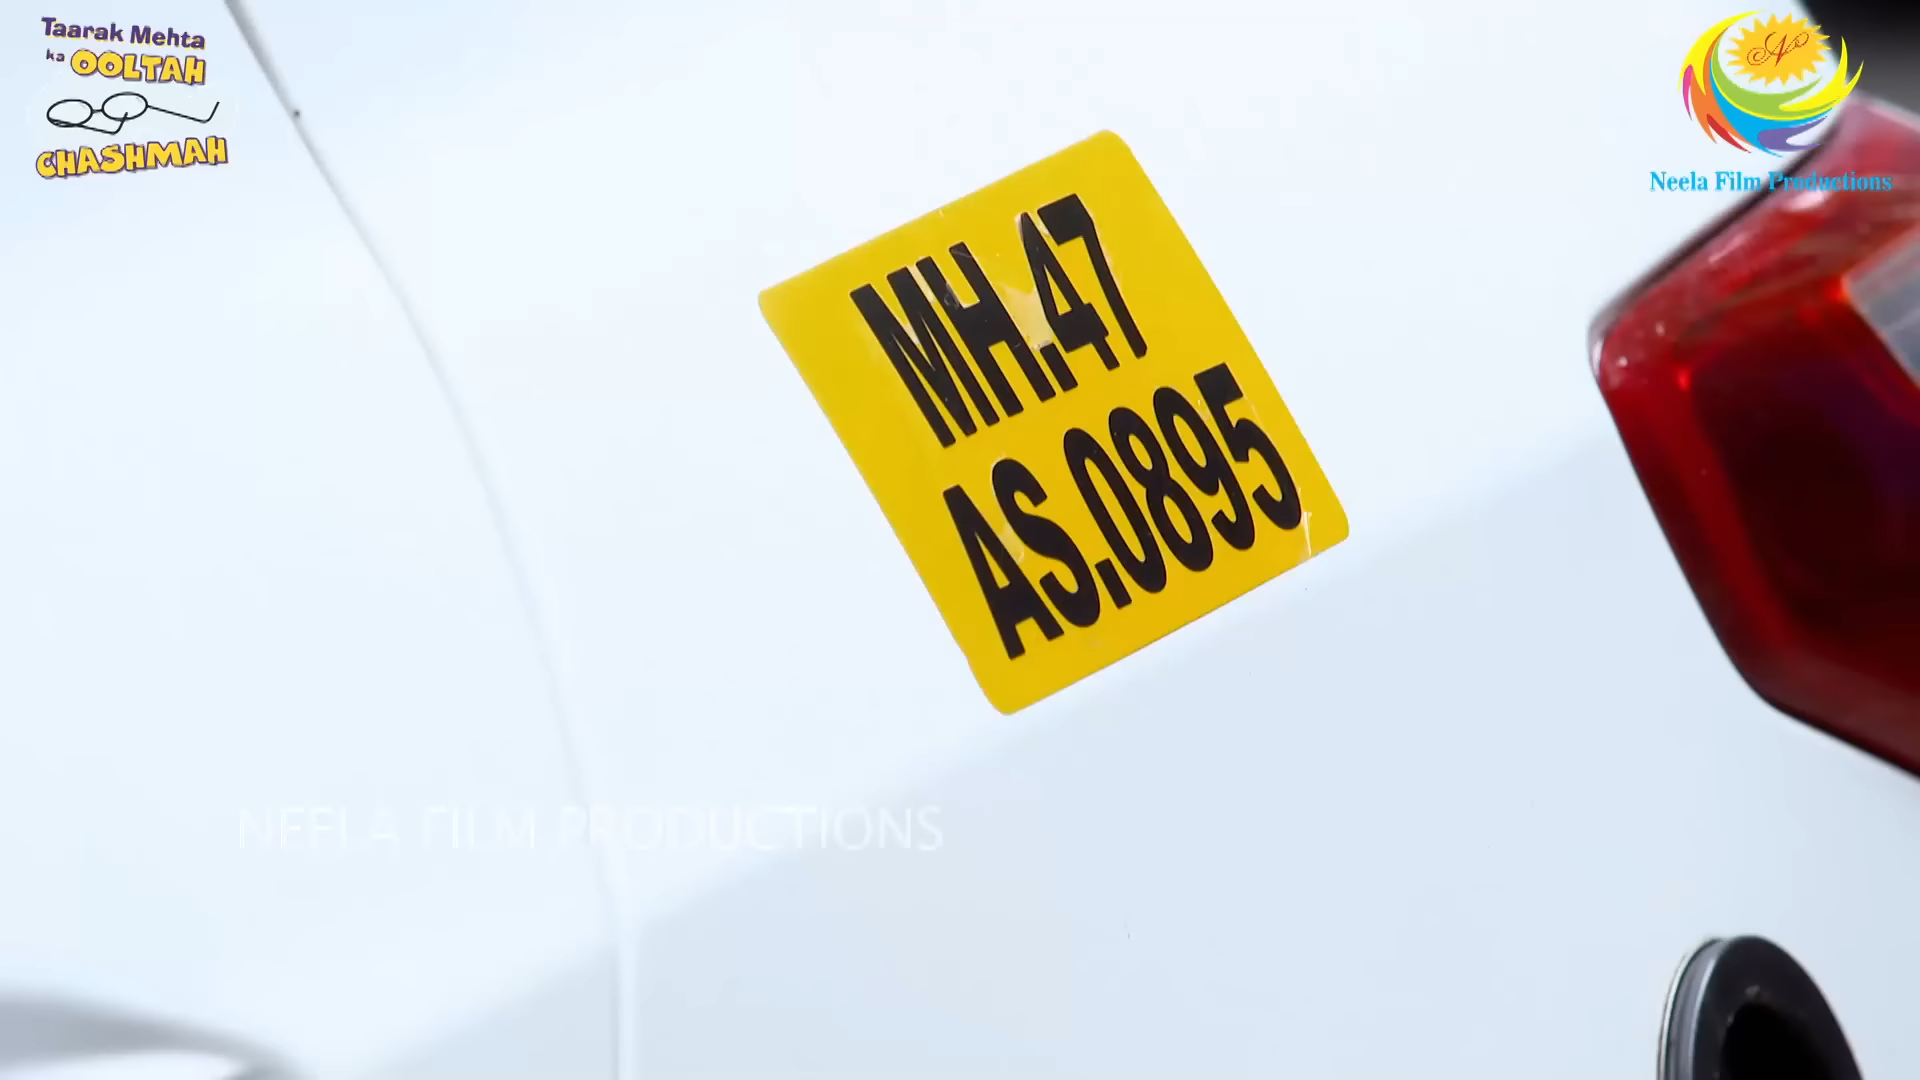 Taarak Mehta
ka OOLTAH
CHASHMAH
N
Neela Film Productions
MH.47
AS.0895
NEELA FILM PRODUCTIONS